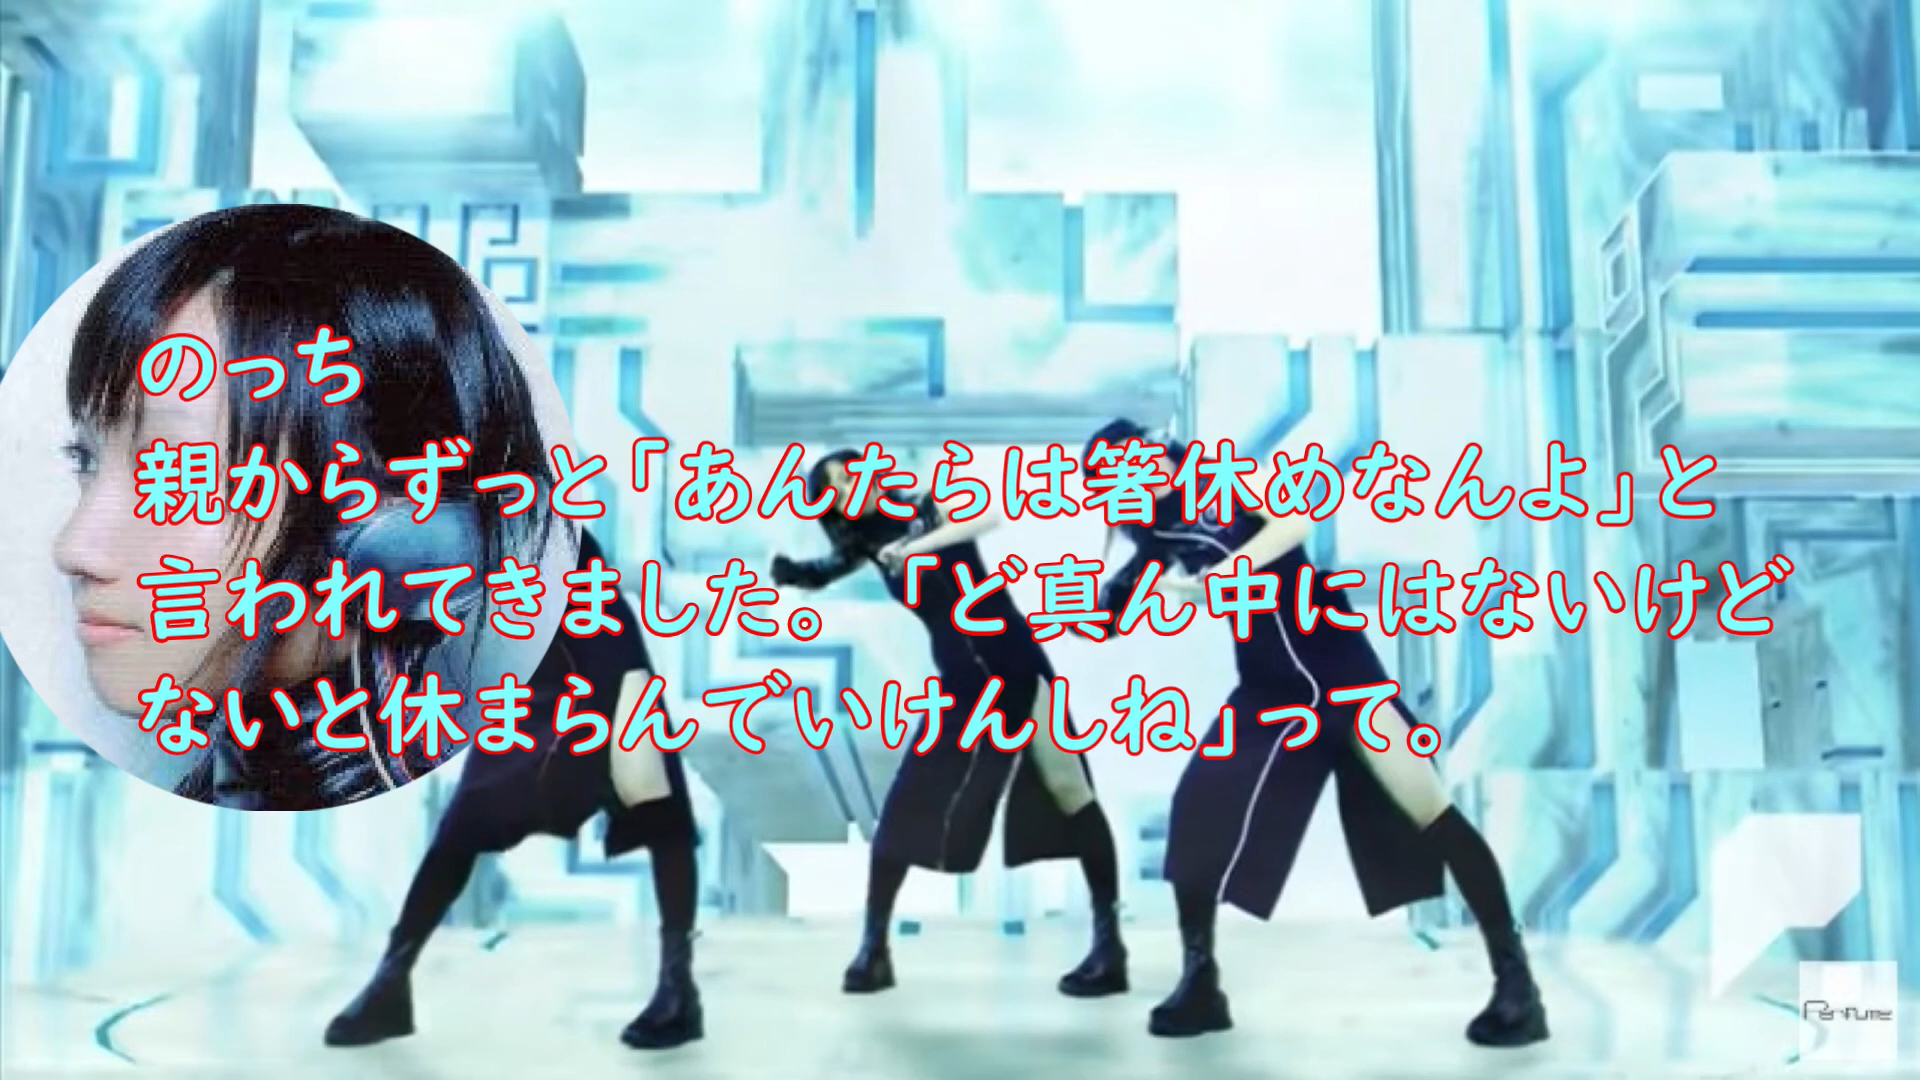 のっち
親からずっと「あんたらは箸休めなんよ」と
言われてきました。「ど真ん中にはないけど
ないと休まらんでいけんしね」って。
Perfume